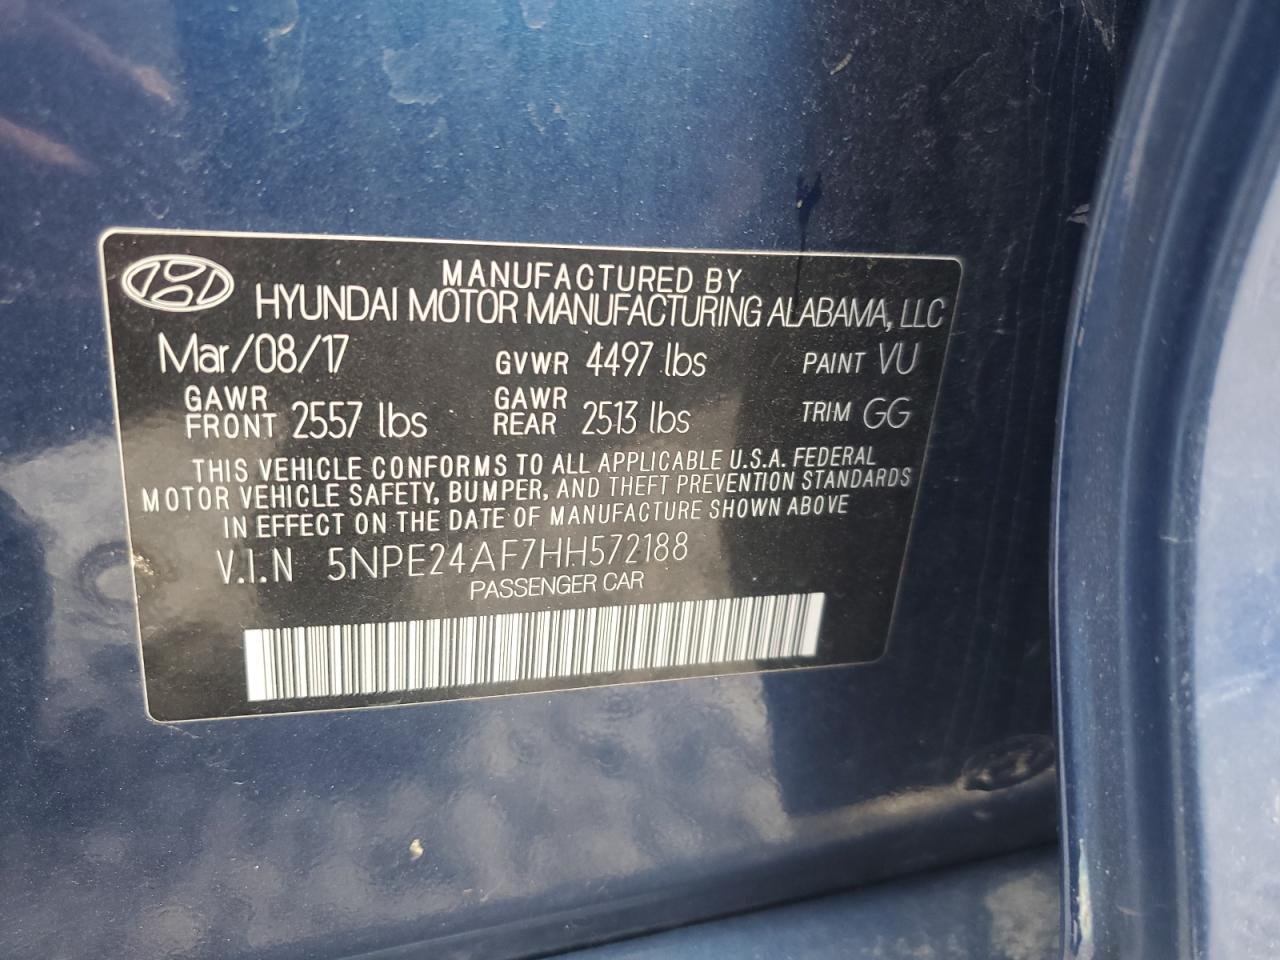 MANUFACTURED BY
HYUNDAI MOTOR MANUFACTURING ALABAMA, LLC
Mar/08/17 GVWR 4497 lbs PAINT VU
GAWR FRONT 2557 lbs GAWR REAR 2513 lbs TRIM GG
THIS VEHICLE CONFORMS TO ALL APPLICABLE U.S.A. FEDERAL
MOTOR VEHICLE SAFETY, BUMPER, AND THEFT PREVENTION STANDARDS
IN EFFECT ON THE DATE OF MANUFACTURE SHOWN ABOVE
V.I.N 5NPE24AF7HH572188
PASSENGER CAR